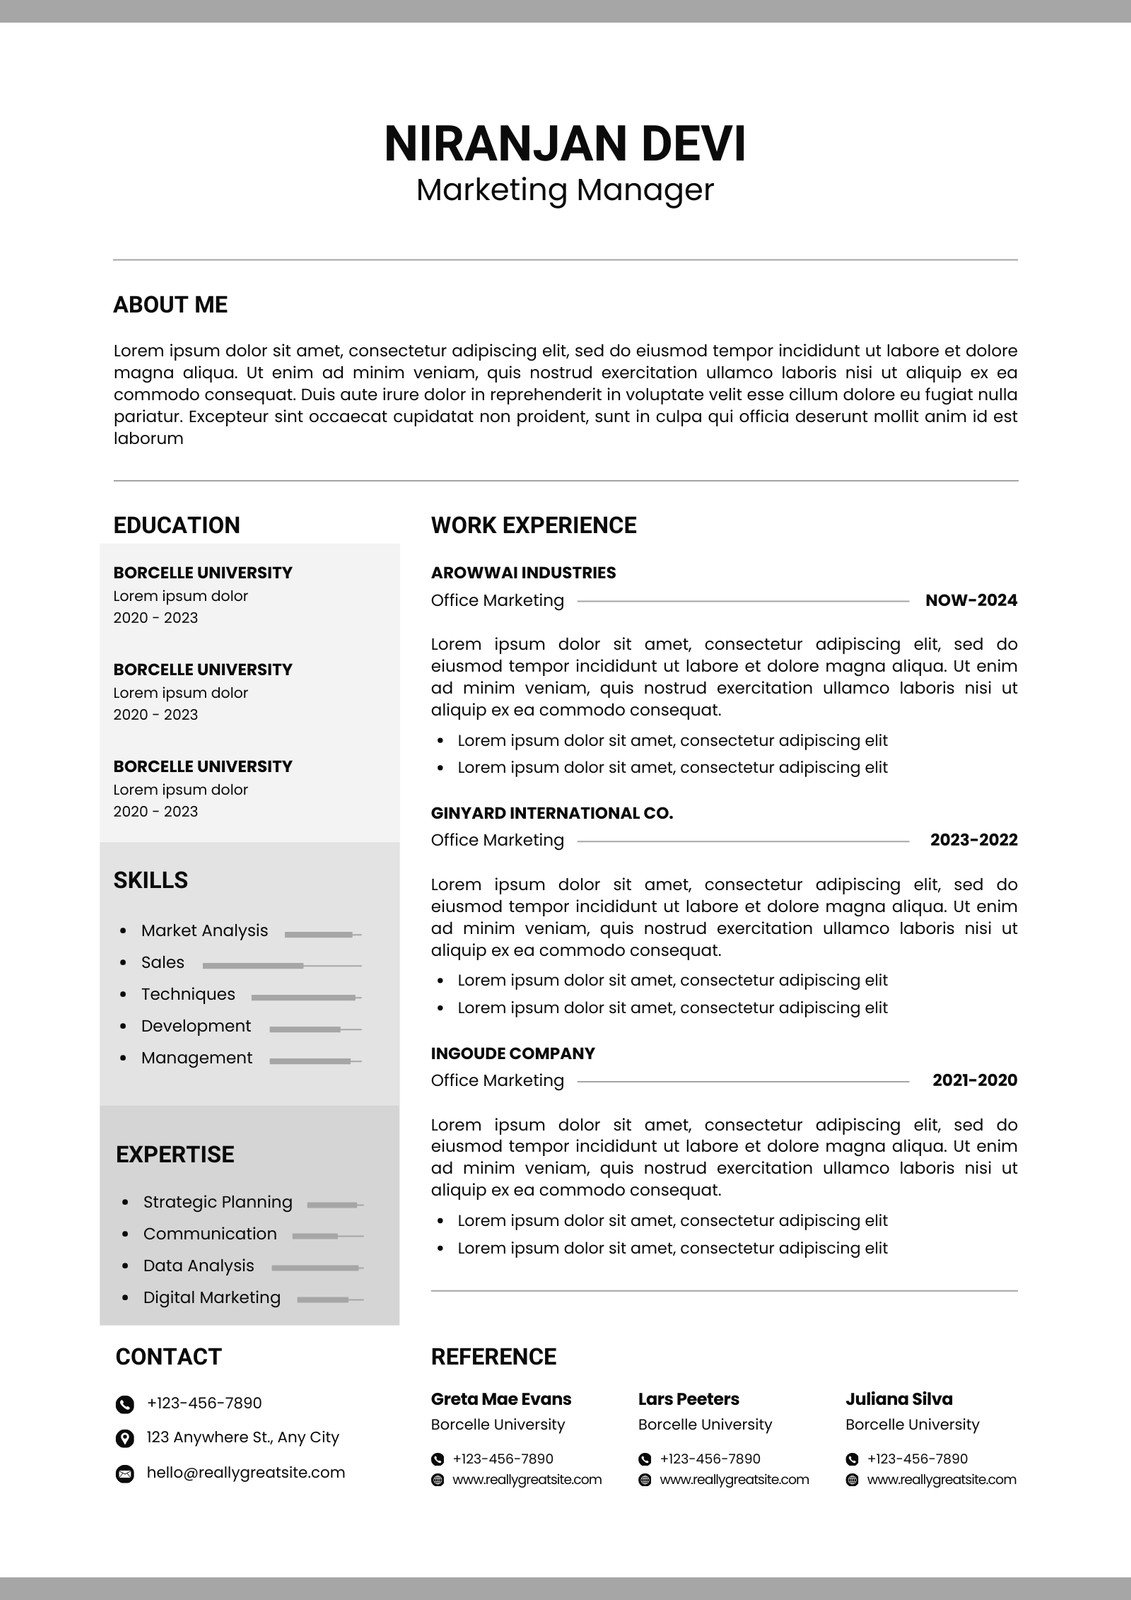 NIRANJAN DEVI
Marketing Manager
ABOUT ME
Lorem ipsum dolor sit amet, consectetur adipiscing elit, sed do eiusmod tempor incididunt ut labore et dolore
magna aliqua. Ut enim ad minim veniam, quis nostrud exercitation ullamco laboris nisi ut aliquip ex ea
commodo consequat. Duis aute irure dolor in reprehenderit in voluptate velit esse cillum dolore eu fugiat nulla
pariatur. Excepteur sint occaecat cupidatat non proident, sunt in culpa qui officia deserunt mollit anim id est
laborum
EDUCATION
BORCELLE UNIVERSITY
Lorem ipsum dolor
2020 - 2023
BORCELLE UNIVERSITY
Lorem ipsum dolor
2020 - 2023
BORCELLE UNIVERSITY
Lorem ipsum dolor
2020 - 2023
SKILLS
• Market Analysis
• Sales
• Techniques
• Development
• Management
EXPERTISE
• Strategic Planning
• Communication
• Data Analysis
• Digital Marketing
CONTACT
+123-456-7890
123 Anywhere St., Any City
hello@reallygreatsite.com
WORK EXPERIENCE
AROWWAI INDUSTRIES
Office Marketing NOW-2024
Lorem ipsum dolor sit amet, consectetur adipiscing elit, sed do
eiusmod tempor incididunt ut labore et dolore magna aliqua. Ut enim
ad minim veniam, quis nostrud exercitation ullamco laboris nisi ut
aliquip ex ea commodo consequat.
• Lorem ipsum dolor sit amet, consectetur adipiscing elit
• Lorem ipsum dolor sit amet, consectetur adipiscing elit
GINYARD INTERNATIONAL CO.
Office Marketing 2023-2022
Lorem ipsum dolor sit amet, consectetur adipiscing elit, sed do
eiusmod tempor incididunt ut labore et dolore magna aliqua. Ut enim
ad minim veniam, quis nostrud exercitation ullamco laboris nisi ut
aliquip ex ea commodo consequat.
• Lorem ipsum dolor sit amet, consectetur adipiscing elit
• Lorem ipsum dolor sit amet, consectetur adipiscing elit
INGOUDE COMPANY
Office Marketing 2021-2020
Lorem ipsum dolor sit amet, consectetur adipiscing elit, sed do
eiusmod tempor incididunt ut labore et dolore magna aliqua. Ut enim
ad minim veniam, quis nostrud exercitation ullamco laboris nisi ut
aliquip ex ea commodo consequat.
• Lorem ipsum dolor sit amet, consectetur adipiscing elit
• Lorem ipsum dolor sit amet, consectetur adipiscing elit
REFERENCE
Greta Mae Evans
Borcelle University
+123-456-7890
www.reallygreatsite.com
Lars Peeters
Borcelle University
+123-456-7890
www.reallygreatsite.com
Juliana Silva
Borcelle University
+123-456-7890
www.reallygreatsite.com